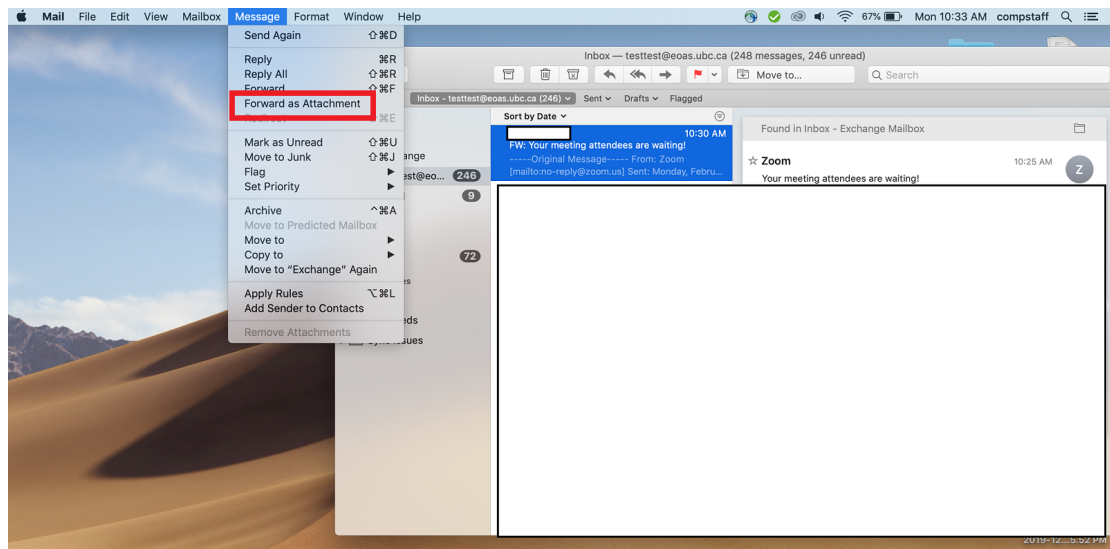 Mail File Edit View Mailbox Message Format Window Help 67% Mon 10:33 AM compstaff
Send Again ⇧⌘D
Reply ⌘R
Reply All ⇧⌘R
Forward ⇧⌘F
Forward as Attachment
Redirect ⇧⌘E
Mark as Unread ⇧⌘U
Move to Junk ⇧⌘J
Flag
Set Priority
Archive ^⌘A
Move to Predicted Mailbox
Move to
Copy to
Move to “Exchange” Again
Apply Rules ⌥⌘L
Add Sender to Contacts
Remove Attachments
Inbox — testtest@eoas.ubc.ca (248 messages, 246 unread)
Move to... Search
Inbox - testtest@eoas.ubc.ca (246) Sent Drafts Flagged
ange
est@eo... 246
9
72
es
eds
Sync Issues
Sort by Date
10:30 AM
FW: Your meeting attendees are waiting!
-----Original Message----- From: Zoom
[mailto:no-reply@zoom.us] Sent: Monday, Febru...
Found in Inbox - Exchange Mailbox
Zoom 10:25 AM Z
Your meeting attendees are waiting!
2019-12...5.52 PM